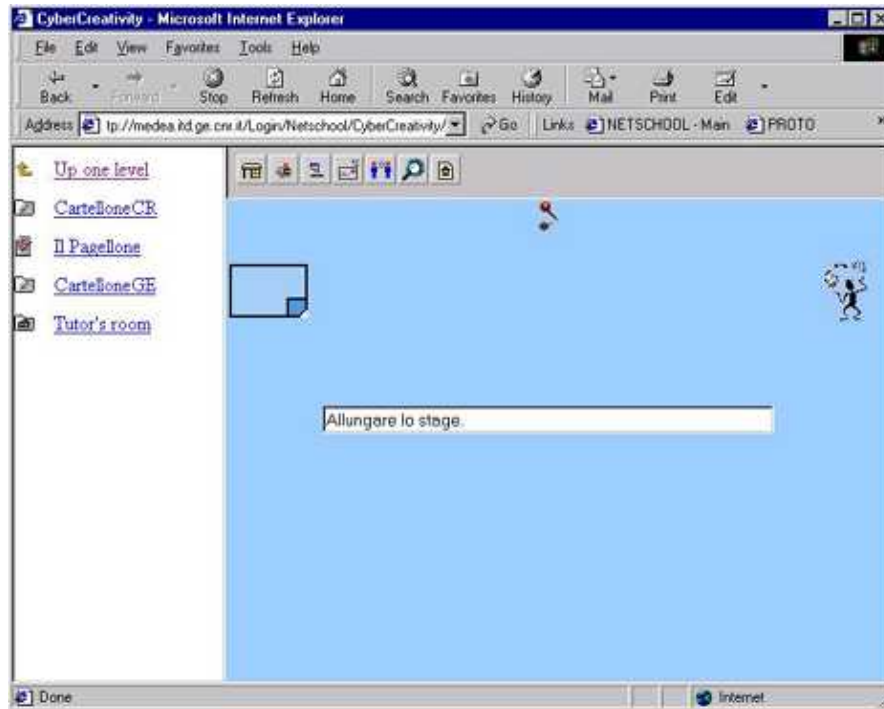 CyberCreativity - Microsoft Internet Explorer
File Edit View Favorites Tools Help
Back Forward Stop Refresh Home Search Favorites History Mail Print Edit
Address tp://medea.itd.ge.cnr.it/Login/Netschool/CyberCreativity/ Go Links NETSCHOOL - Main PROTO
Up one level
CartelloneCR
Il Pagellone
CartelloneGE
Tutor's room
Allungare lo stage.
Done Internet